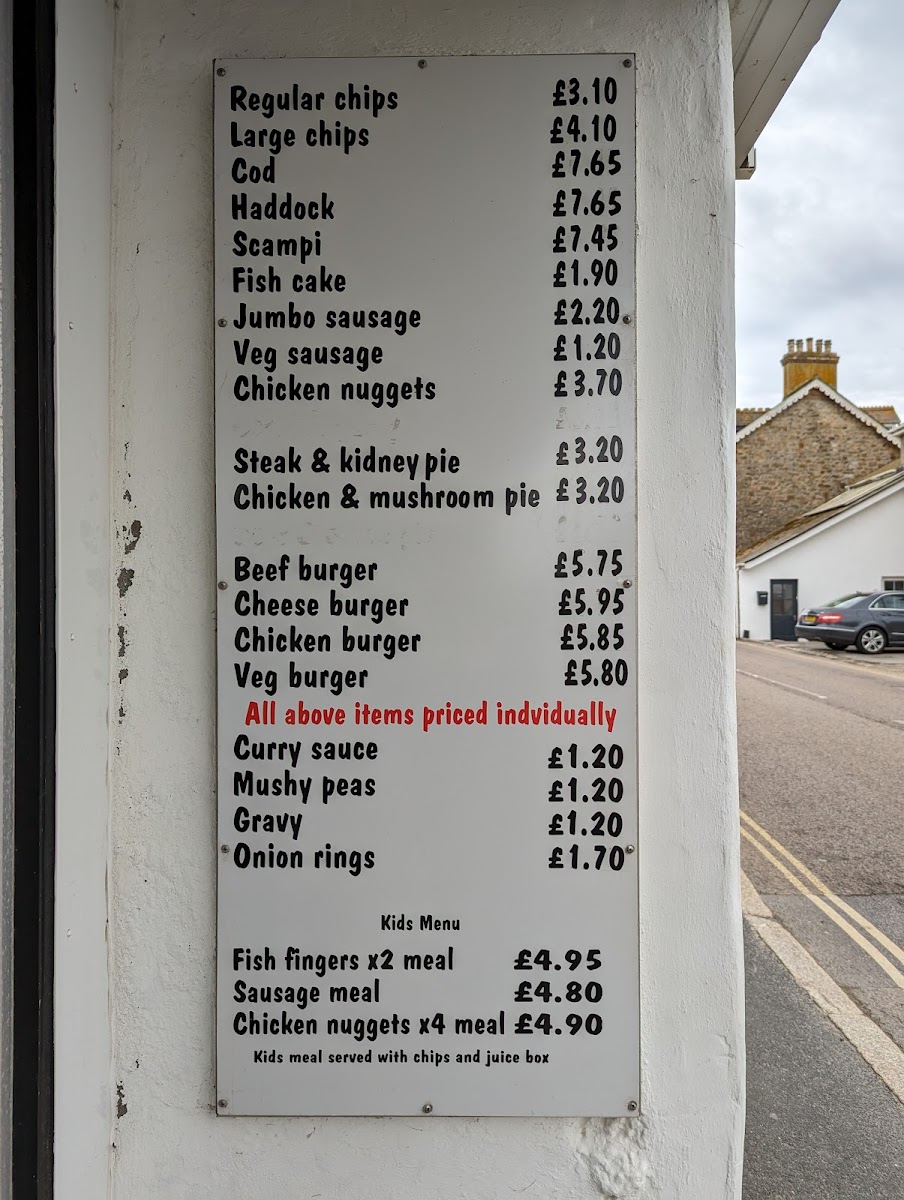 Regular chips £3.10
Large chips £4.10
Cod £7.65
Haddock £7.65
Scampi £7.45
Fish cake £1.90
Jumbo sausage £2.20
Veg sausage £1.20
Chicken nuggets £3.70
Steak & kidney pie £3.20
Chicken & mushroom pie £3.20
Beef burger £5.75
Cheese burger £5.95
Chicken burger £5.85
Veg burger £5.80
All above items priced indvidually
Curry sauce £1.20
Mushy peas £1.20
Gravy £1.20
Onion rings £1.70
Kids Menu
Fish fingers x2 meal £4.95
Sausage meal £4.80
Chicken nuggets x4 meal £4.90
Kids meal served with chips and juice box